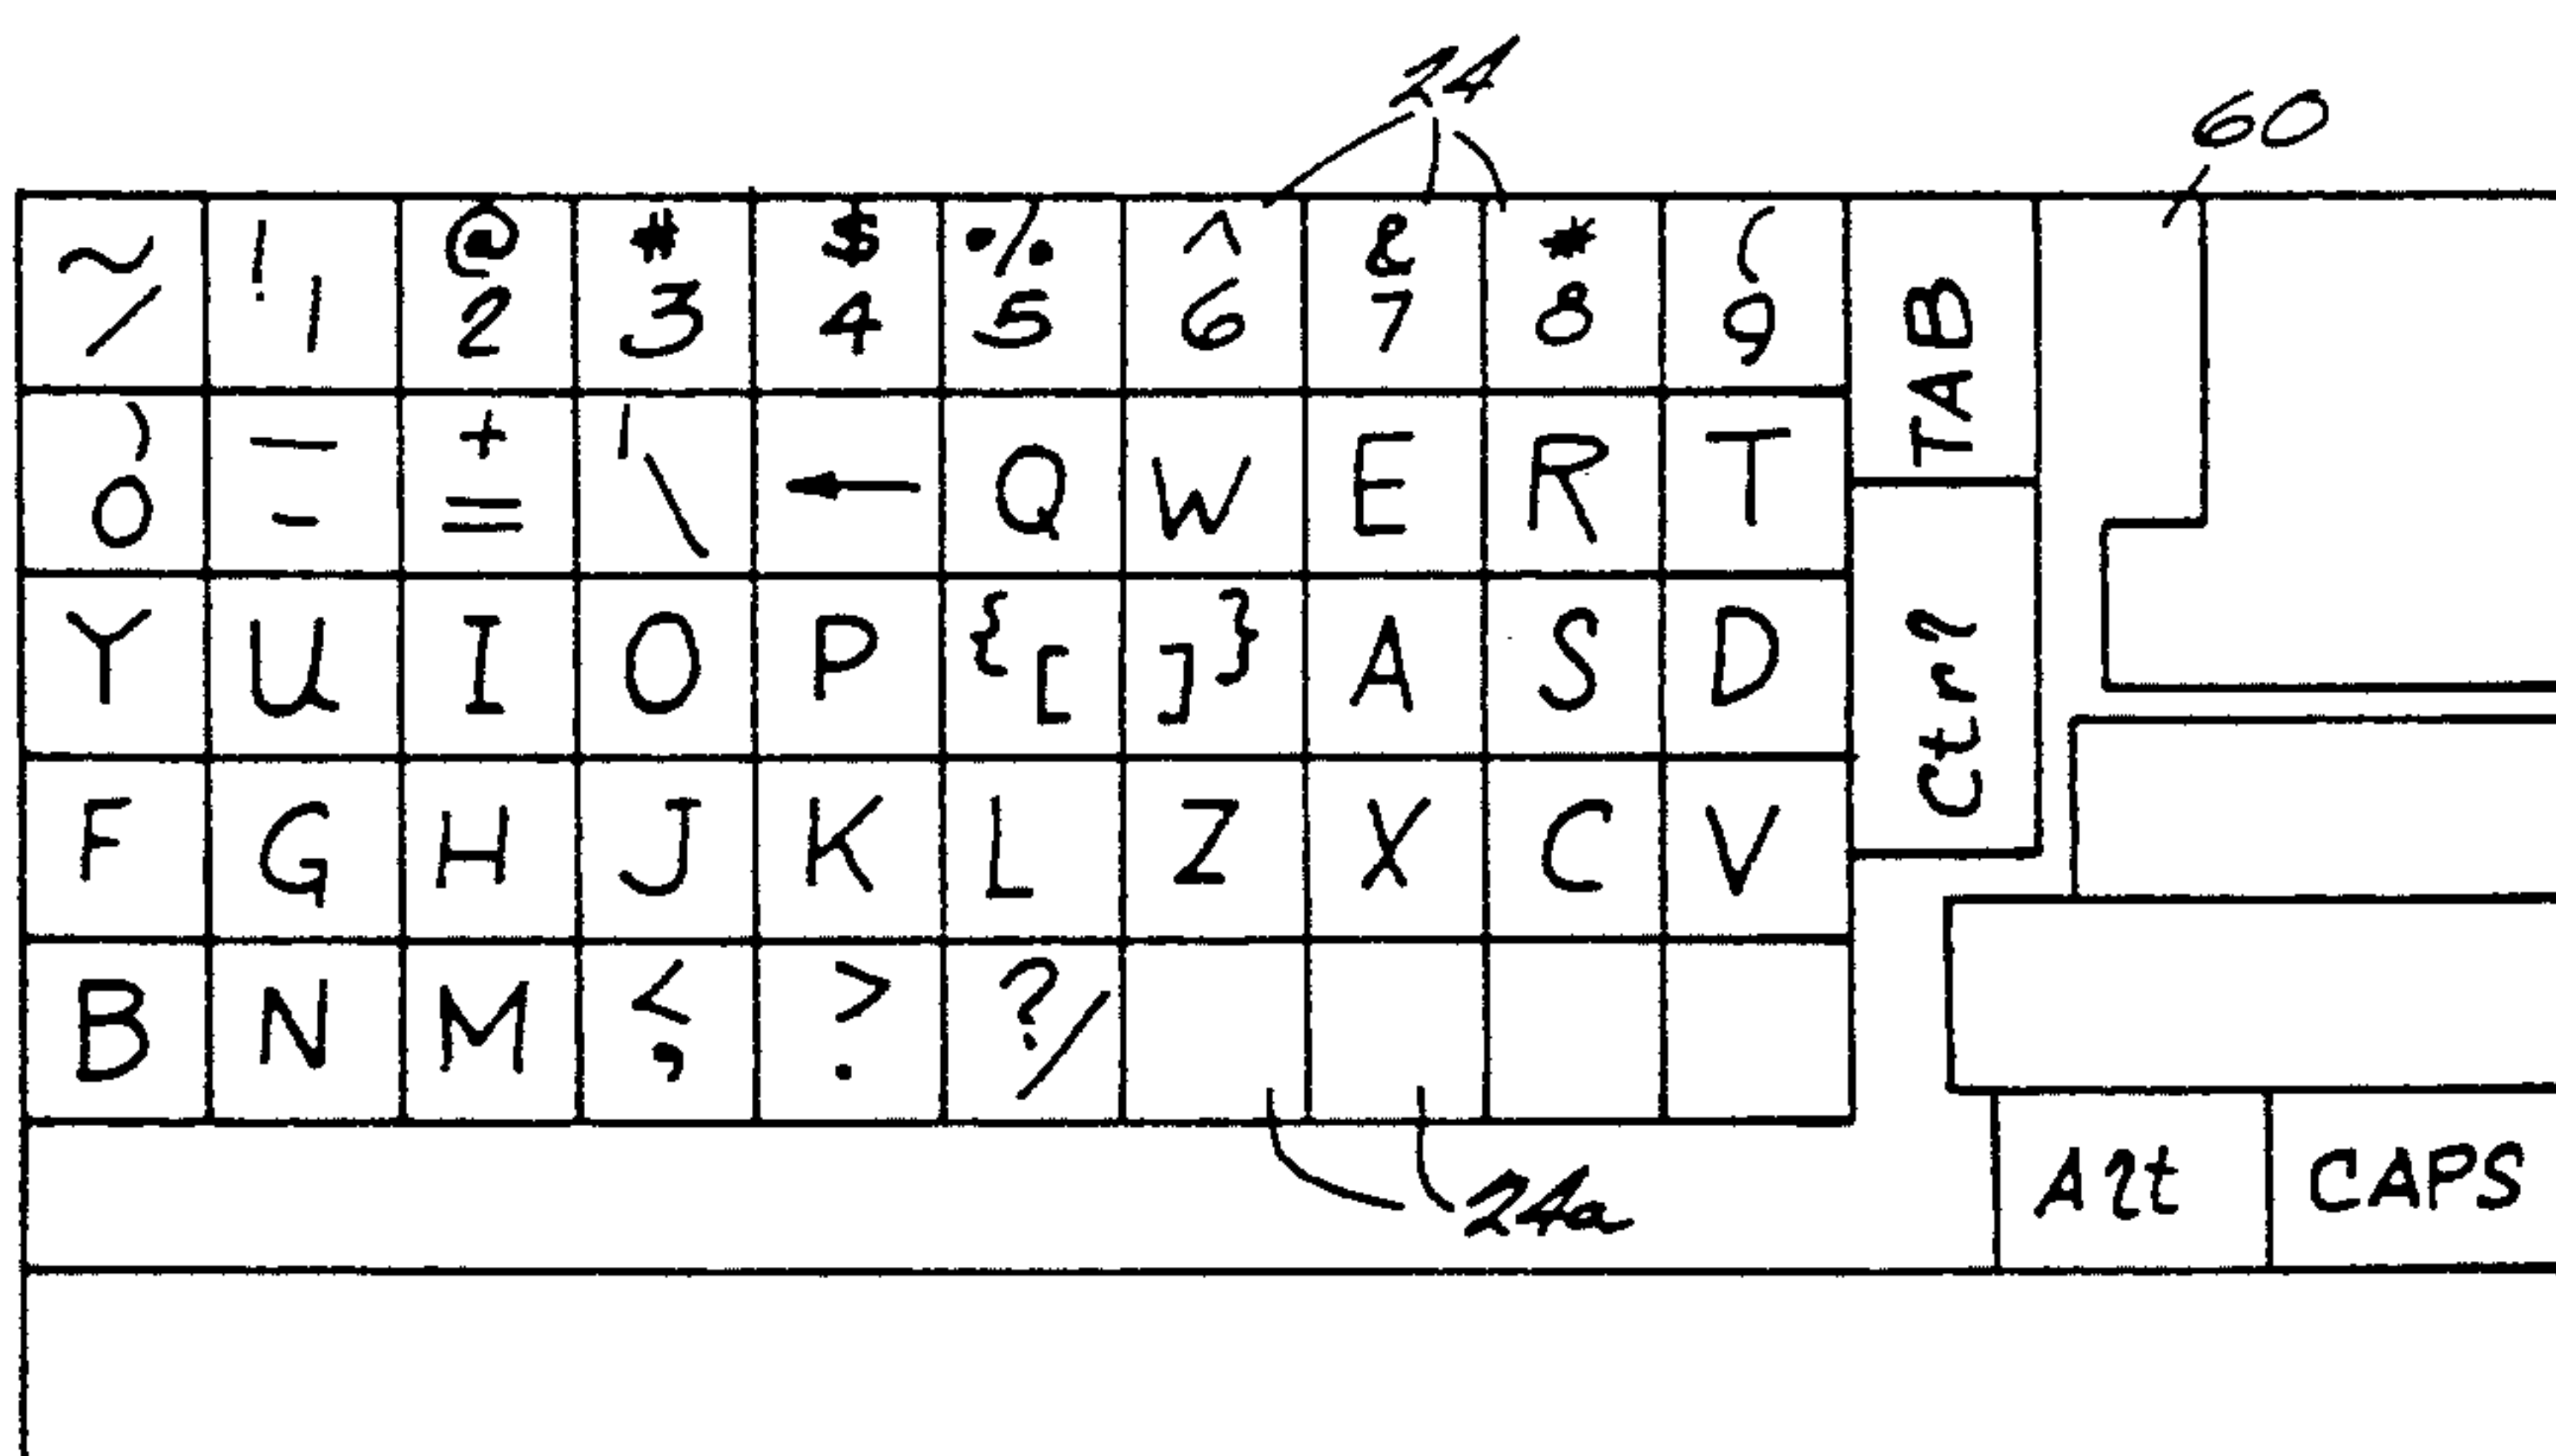 24
60
~ ! @ # $ % ^ & * (
/ 1 2 3 4 5 6 7 8 9
TAB
) _ + | ← Q W E R T
0 - = \
Y U I O P { [ ] } A S D
Ctrl
F G H J K L Z X C V
B N M < > ? /
, .
24a
Alt CAPS